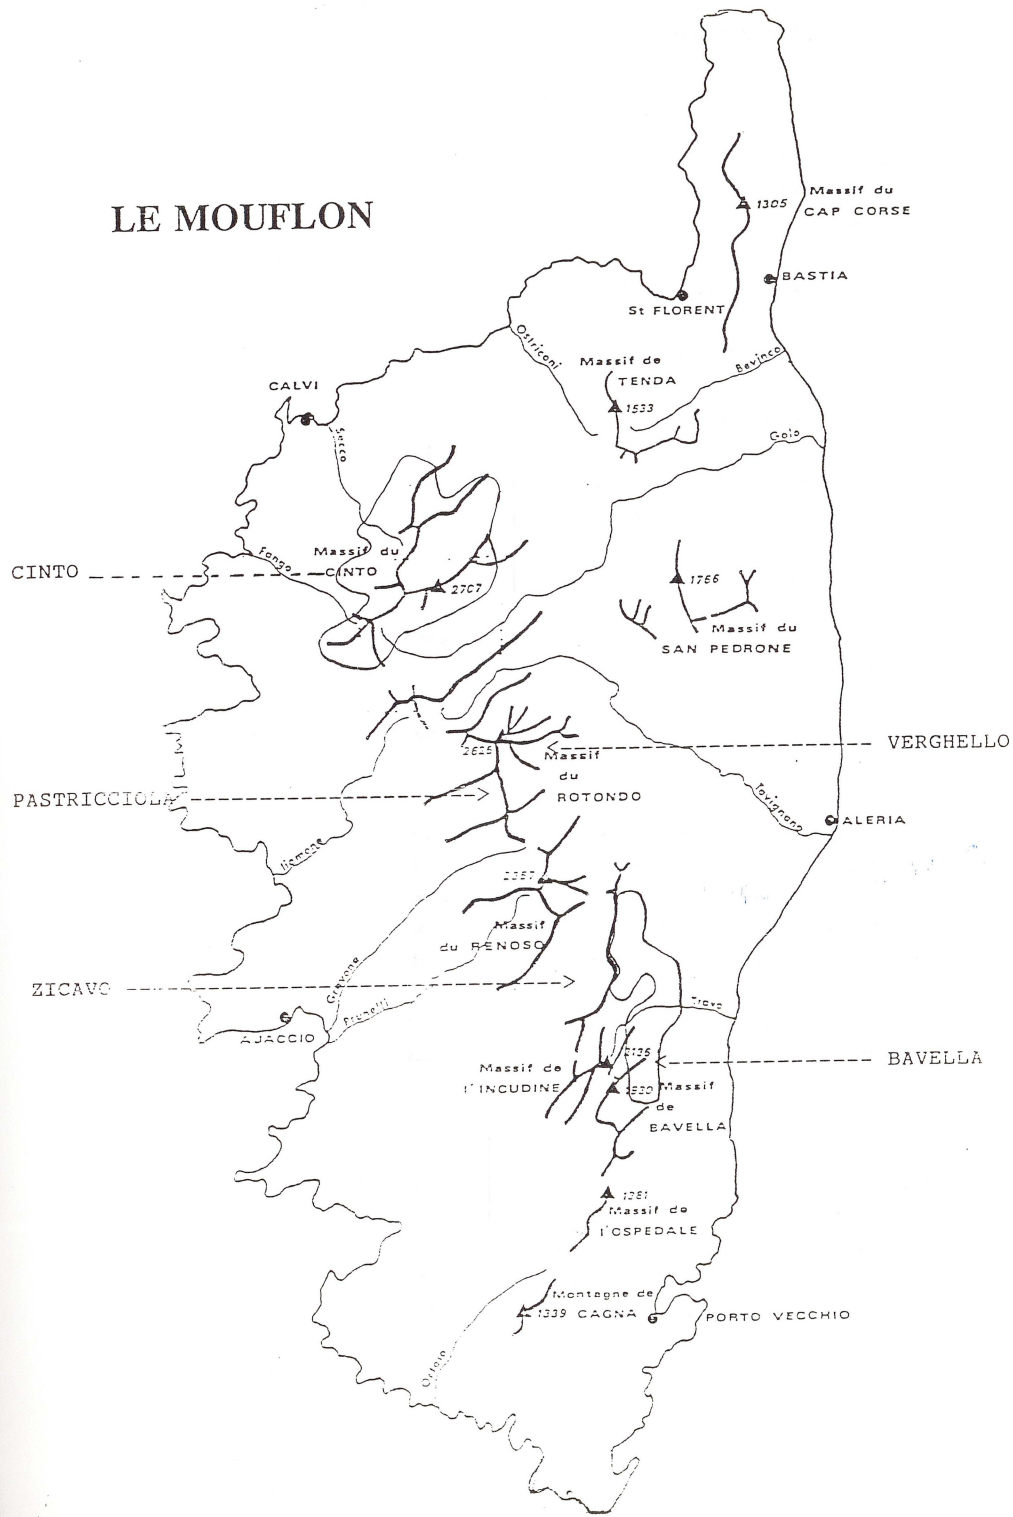 LE MOUFLON
1305
Massif du
CAP CORSE
BASTIA
St FLORENT
Ostriconi
Massif de
TENDA
1533
Bevinco
CALVI
Secco
Golo
Fango
Massif du
CINTO
CINTO
2707
1766
Massif du
SAN PEDRONE
2625
VERGHELLO
Massif
du
ROTONDO
PASTRICCIOLA
Tavignano
ALERIA
Liamone
2357
Massif
du RENOSO
Gravone
Prunelli
ZICAVO
AJACCIO
Travo
2136
BAVELLA
Massif de
l'INCUDINE
Massif
de
BAVELLA
1381
Massif de
l'OSPEDALE
Montagne de
1339 CAGNA
PORTO VECCHIO
Ortolo